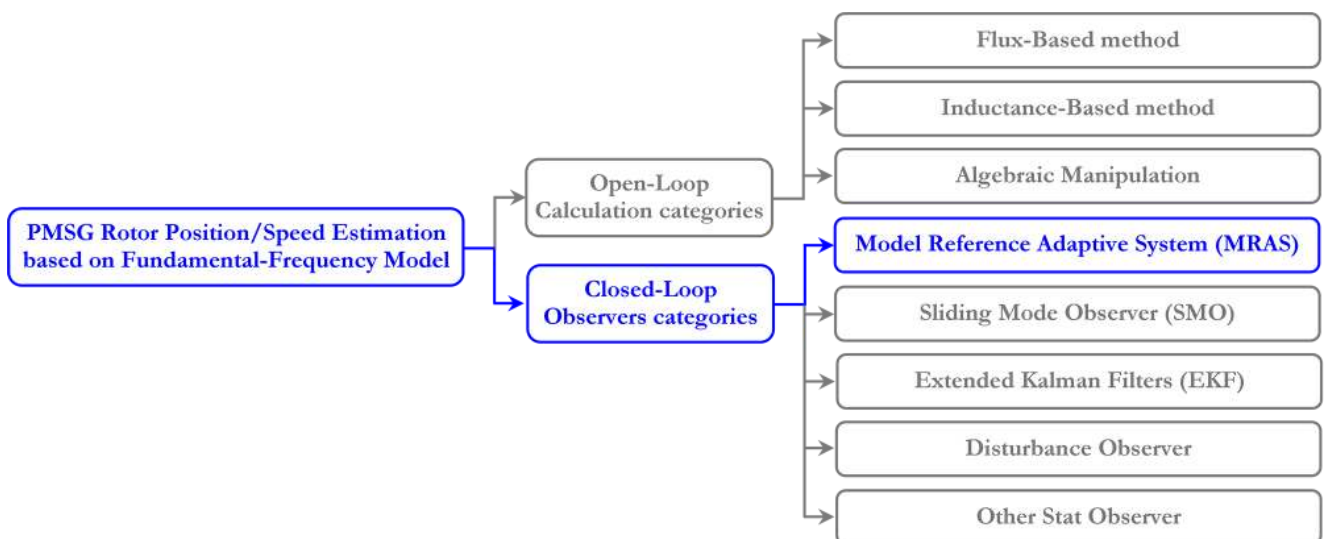 PMSG Rotor Position/Speed Estimation
based on Fundamental-Frequency Model
Open-Loop
Calculation categories
Closed-Loop
Observers categories
Flux-Based method
Inductance-Based method
Algebraic Manipulation
Model Reference Adaptive System (MRAS)
Sliding Mode Observer (SMO)
Extended Kalman Filters (EKF)
Disturbance Observer
Other Stat Observer